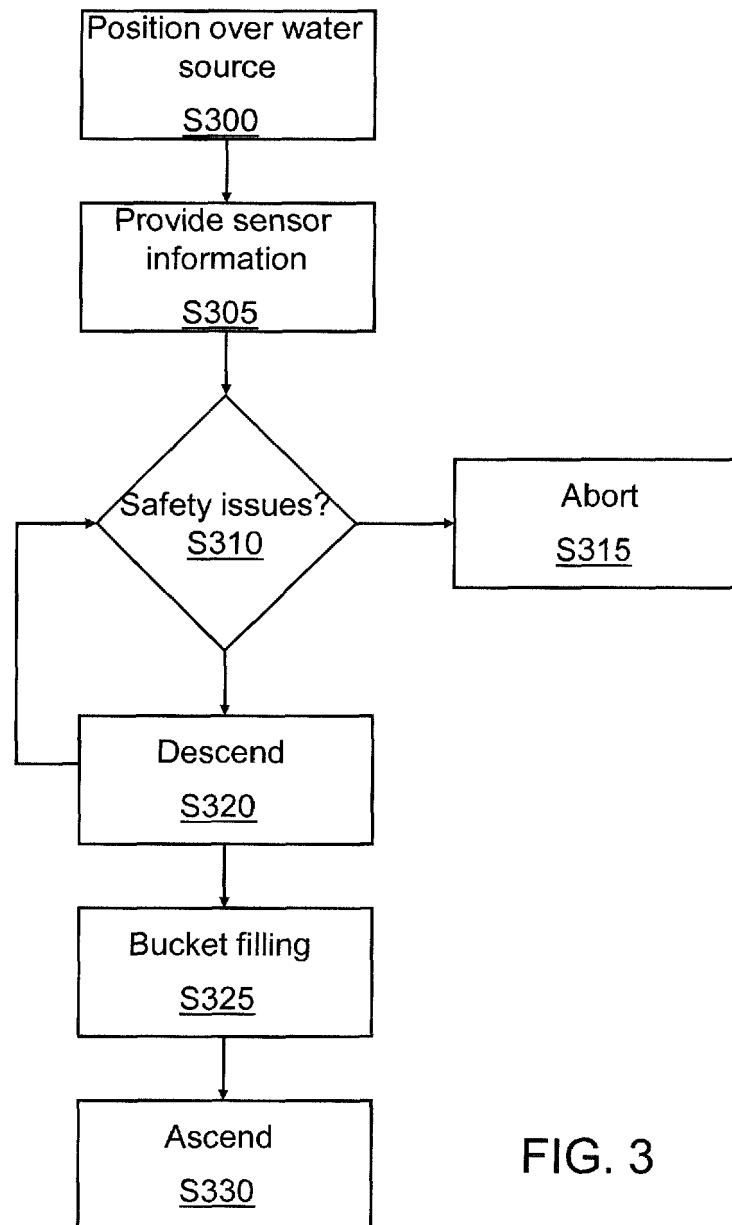 Position over water
source
S300
Provide sensor
information
S305
Safety issues?
S310
Abort
S315
Descend
S320
Bucket filling
S325
Ascend
S330
FIG. 3